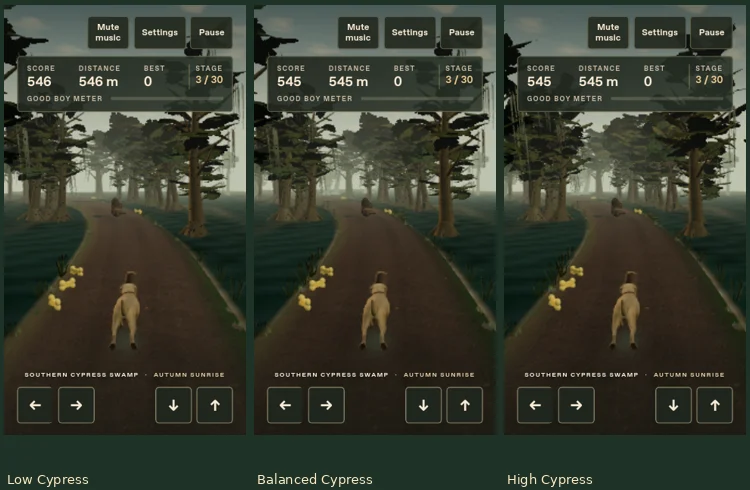 Mute music
Settings
Pause
SCORE DISTANCE BEST STAGE
546 546 m 0 3 / 30
GOOD BOY METER
SOUTHERN CYPRESS SWAMP · AUTUMN SUNRISE
← → ↓ ↑
Low Cypress
Mute music
Settings
Pause
SCORE DISTANCE BEST STAGE
545 545 m 0 3 / 30
GOOD BOY METER
SOUTHERN CYPRESS SWAMP · AUTUMN SUNRISE
← → ↓ ↑
Balanced Cypress
Mute music
Settings
Pause
SCORE DISTANCE BEST STAGE
545 545 m 0 3 / 30
GOOD BOY METER
SOUTHERN CYPRESS SWAMP · AUTUMN SUNRISE
← → ↓ ↑
High Cypress